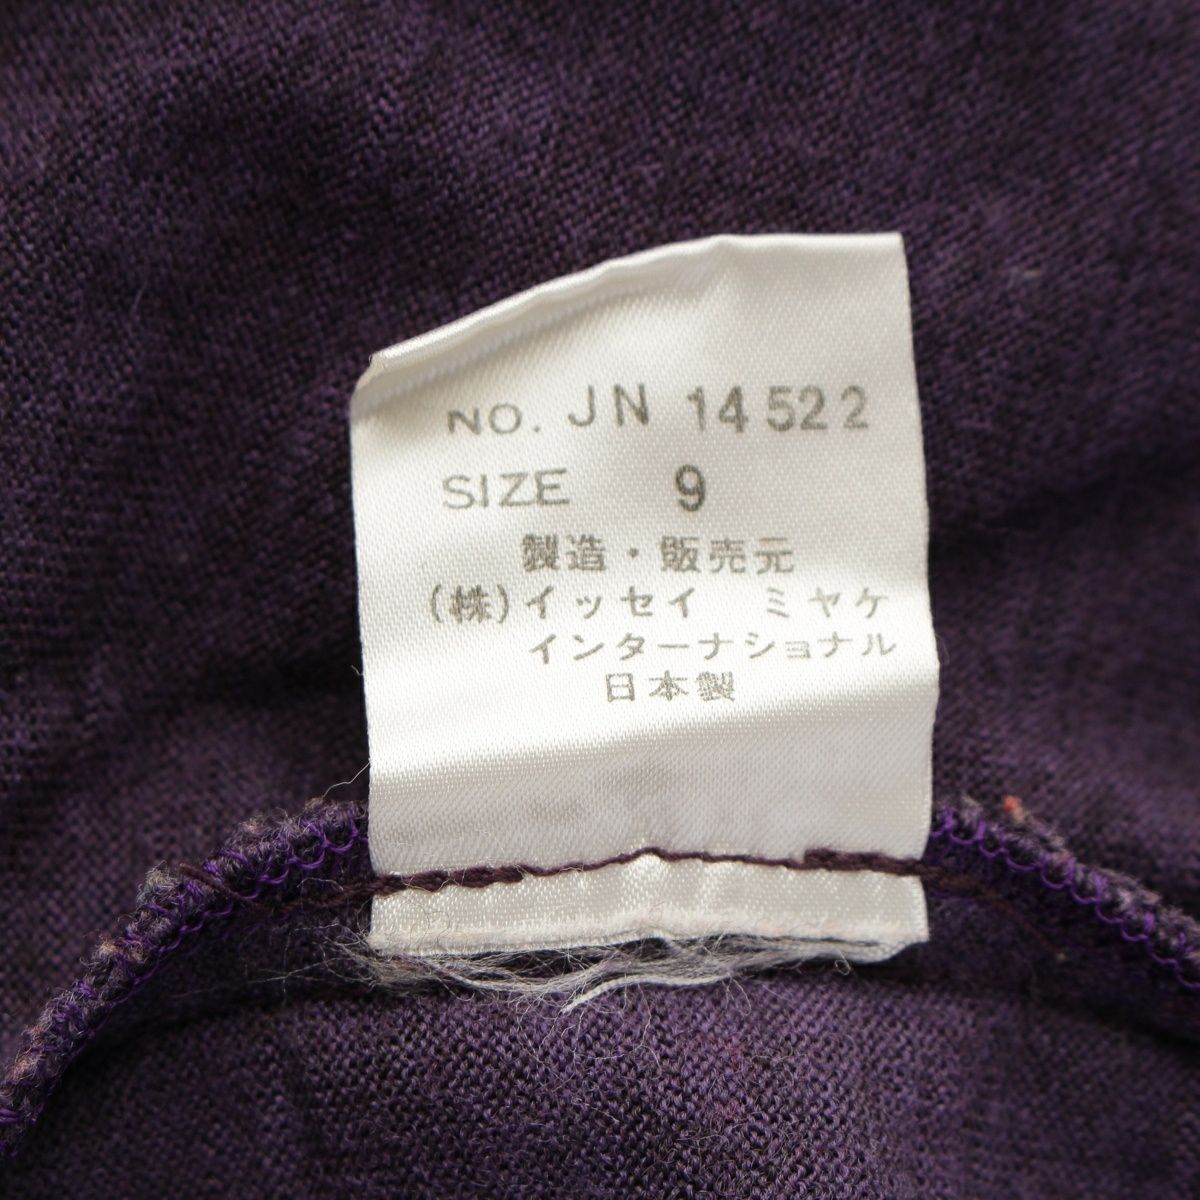 NO. JN 14522
SIZE 9
製造・販売元
(株)イッセイ ミヤケ
インターナショナル
日本製